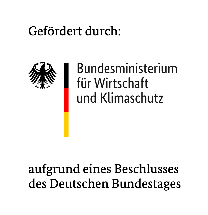 Gefördert durch:
Bundesministerium
für Wirtschaft
und Klimaschutz
aufgrund eines Beschlusses
des Deutschen Bundestages